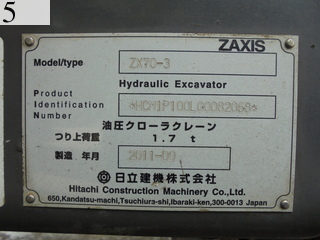 5
ZAXIS
Model/type ZX70-3
Hydraulic Excavator
Product
Identification
Number
油圧クローラクレーン
つり上荷重 1.7 t
製造 年月 2011-09
日立建機株式会社
Hitachi Construction Machinery Co.,Ltd.
650,Kandatsu-machi,Tsuchiura-shi,Ibaraki-ken,300-0013 Japan